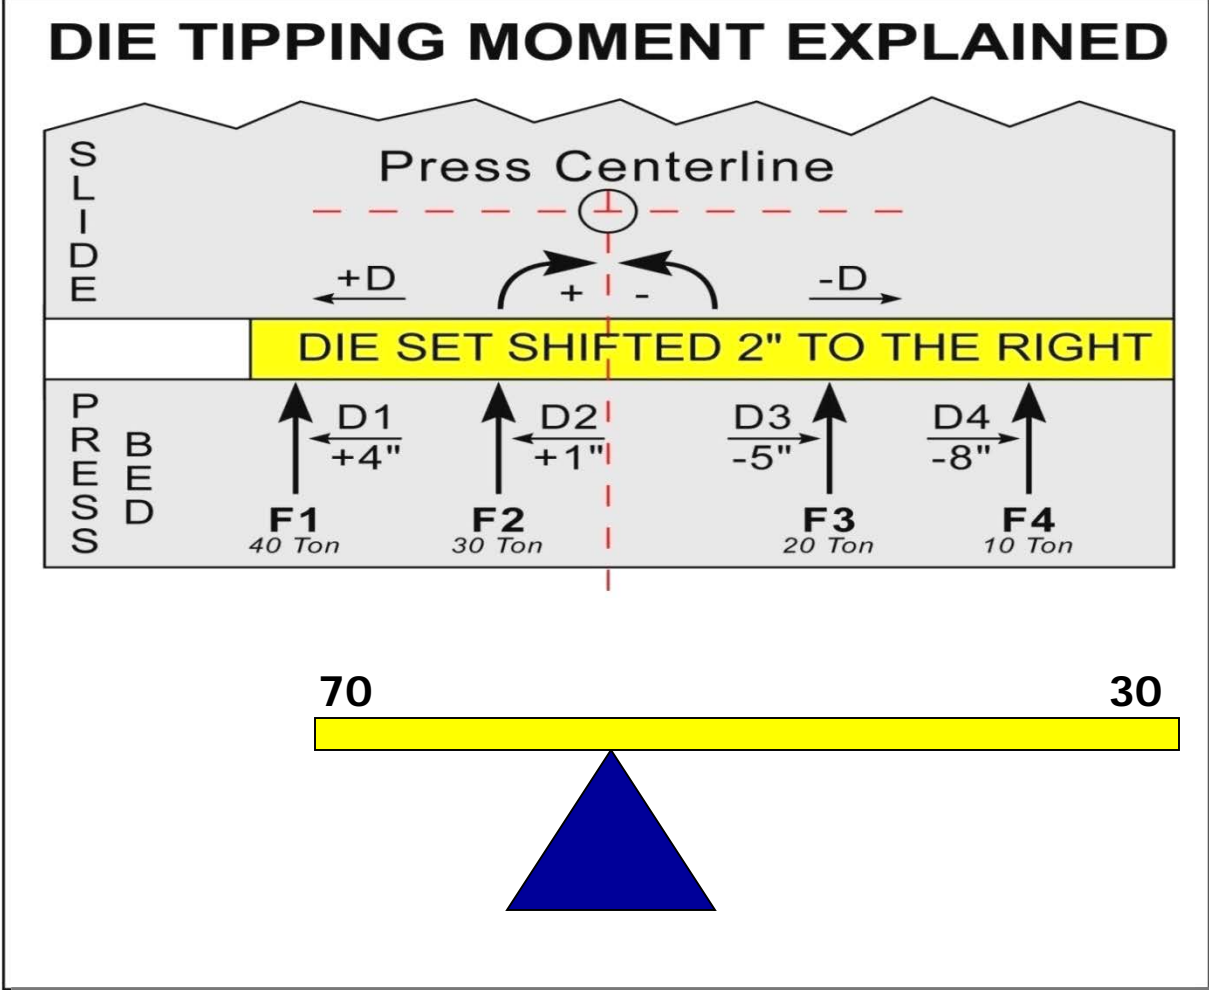 DIE TIPPING MOMENT EXPLAINED
SLIDE
Press Centerline
+D
-D
+ -
DIE SET SHIFTED 2" TO THE RIGHT
PRESS
BED
D1
+4"
D2
+1"
D3
-5"
D4
-8"
F1
40 Ton
F2
30 Ton
F3
20 Ton
F4
10 Ton
70
30